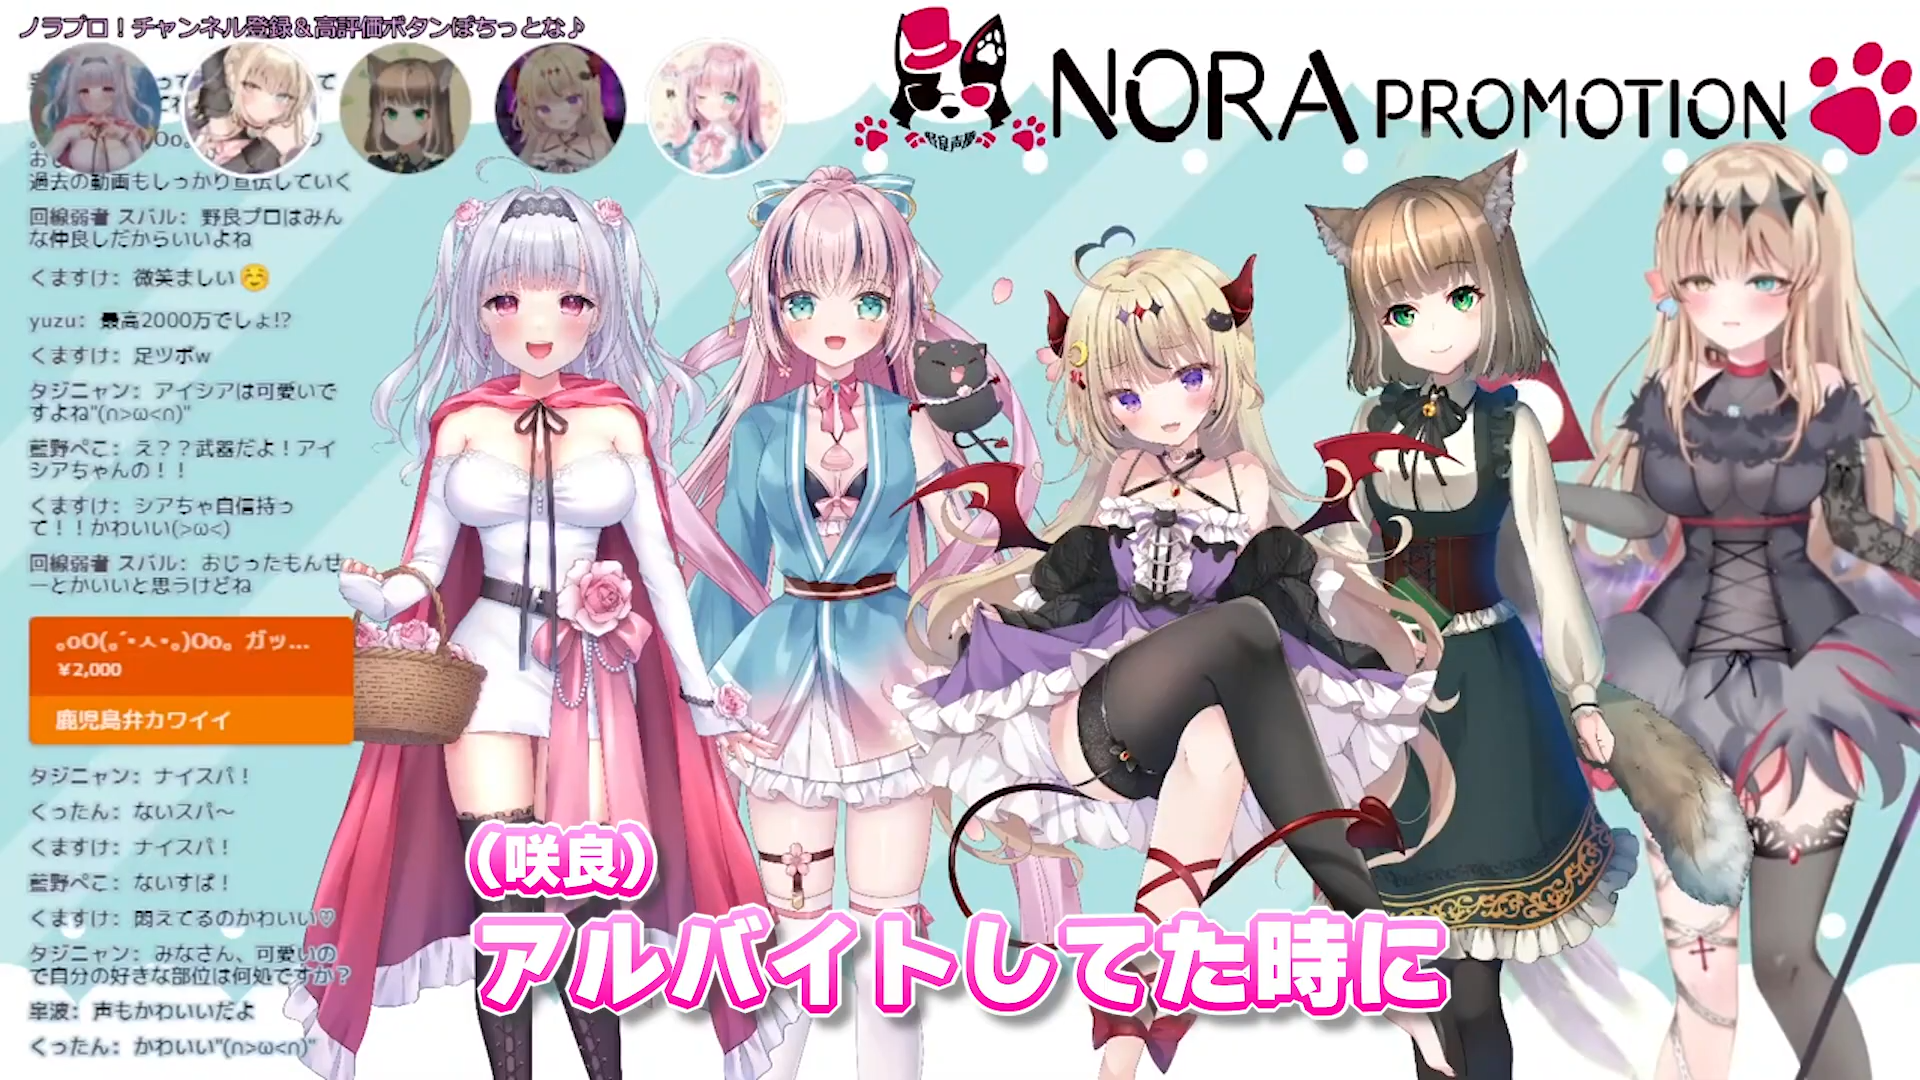 ノラプロ！チャンネル登録＆高評価ボタンぽちっとな♪
NORA PROMOTION
野良声援
過去の動画もしっかり宣伝していく
回線弱者 スバル: 野良プロはみん
な仲良しだからいいよね
くますけ: 微笑ましい☺️
yuzu: 最高2000万でしょ!?
くますけ: 足ツボw
タジニャン: アイシアは可愛いで
すよね"(∩>ω<∩)"
藍野ぺこ: え？？武器だよ！アイ
シアちゃんの！！
くますけ: シアちゃ自信持っ
て！！かわいい(>ω<)
回線弱者 スバル: おじったもんせ
ーとかいいと思うけどね
｡oO(｡´•ㅅ•｡)Oo｡ ガッ...
¥2,000
鹿児島弁カワイイ
タジニャン: ナイスパ！
くったん: ないスパ〜
くますけ: ナイスパ！
藍野ぺこ: ないすぱ！
くますけ: 悶えてるのかわいい♡
タジニャン: みなさん、可愛いの
で自分の好きな部位は何処ですか？
皐波: 声もかわいいだよ
くったん: かわいい"(∩>ω<∩)"
(咲良)
アルバイトしてた時に